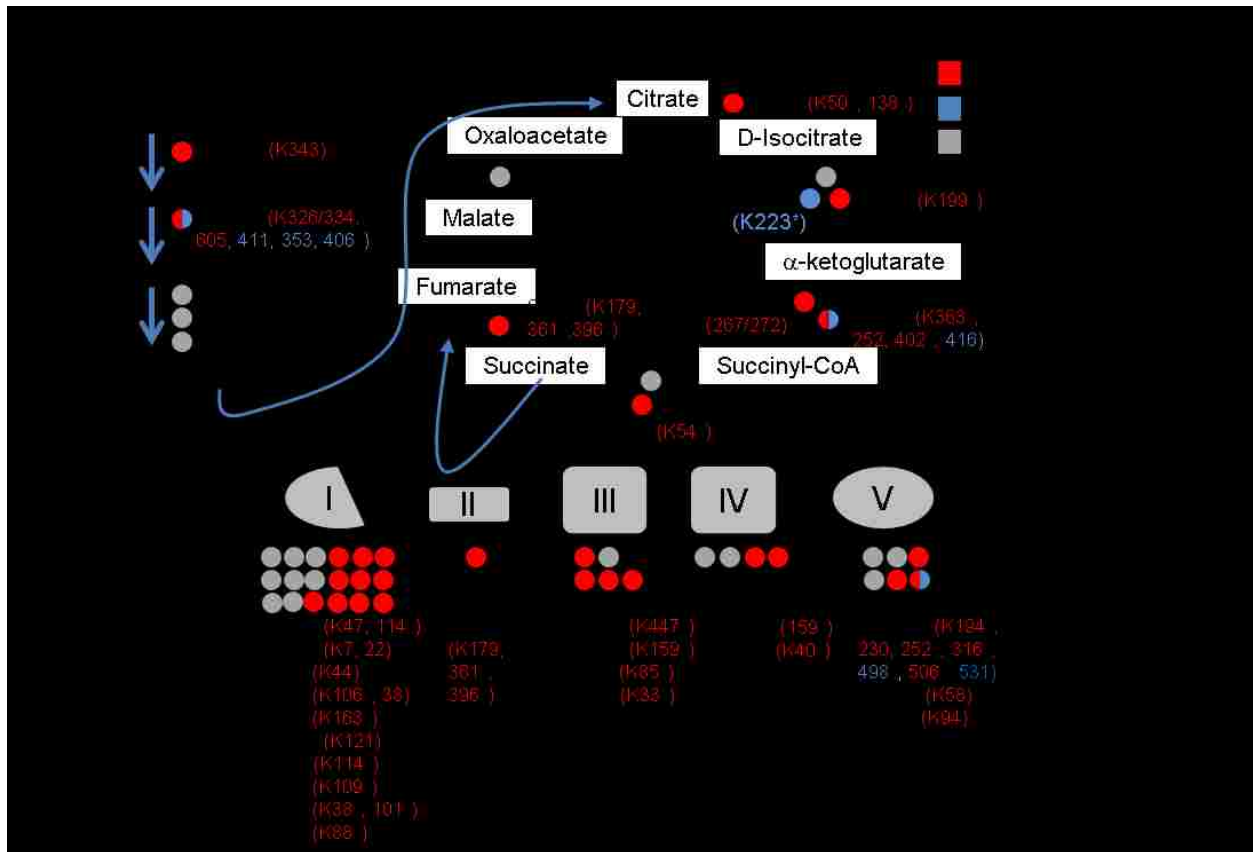 Citrate
(K50 , 138 )
Oxaloacetate
D-Isocitrate
(K343)
(K199 )
Malate
(K223*)
(K326/334,
605, 411, 353, 406 )
α-ketoglutarate
Fumarate
(K179,
361 ,396 )
(267/272)
(K368 ,
252, 402 , 416)
Succinate
Succinyl-CoA
(K54 )
I
II
III
IV
V
(K47, 114 )
(K7, 22)
(K44)
(K106 , 38)
(K163 )
(K121)
(K114 )
(K109 )
(K38 , 101 )
(K88 )
(K179,
361 ,
396 )
(K447 )
(K159 )
(K85 )
(K33 )
(159 )
(K40 )
(K194 ,
230, 252 , 316 ,
498 , 506 531)
(K58)
(K94)